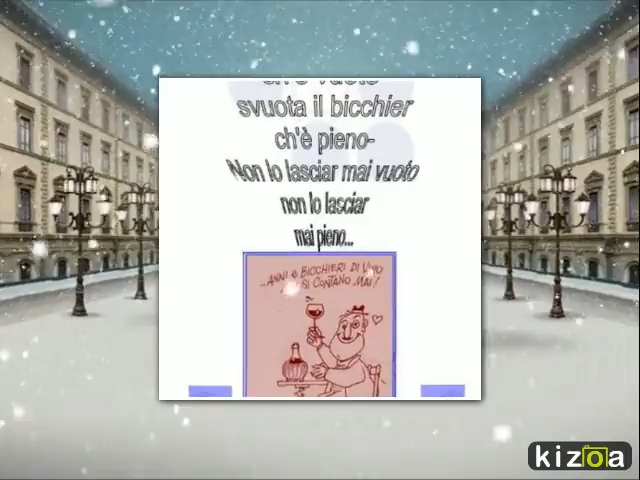 svuota il bicchier
ch'è pieno-
Non lo lasciar mai vuoto
non lo lasciar
mai pieno...
...ANNI E BICCHIERI DI VINO
SI CONTANO MAI!
kizoa